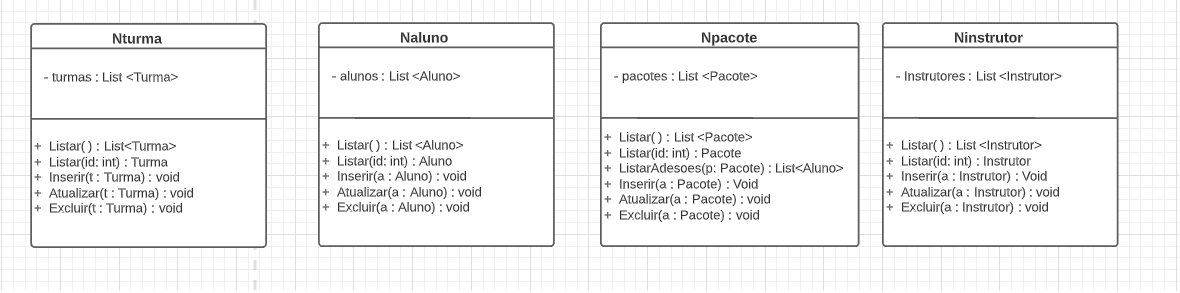 Nturma
- turmas : List <Turma>
+ Listar( ) : List<Turma>
+ Listar(id: int) : Turma
+ Inserir(t : Turma) : void
+ Atualizar(t : Turma) : void
+ Excluir(t : Turma) : void
Naluno
- alunos : List <Aluno>
+ Listar( ) : List <Aluno>
+ Listar(id: int) : Aluno
+ Inserir(a : Aluno) : void
+ Atualizar(a : Aluno) : void
+ Excluir(a : Aluno) : void
Npacote
- pacotes : List <Pacote>
+ Listar( ) : List <Pacote>
+ Listar(id: int) : Pacote
+ ListarAdesoes(p: Pacote) : List<Aluno>
+ Inserir(a : Pacote) : Void
+ Atualizar(a : Pacote) : void
+ Excluir(a : Pacote) : void
Ninstrutor
- Instrutores : List <Instrutor>
+ Listar( ) : List <Instrutor>
+ Listar(id: int) : Instrutor
+ Inserir(a : Instrutor) : Void
+ Atualizar(a : Instrutor) : void
+ Excluir(a : Instrutor) : void